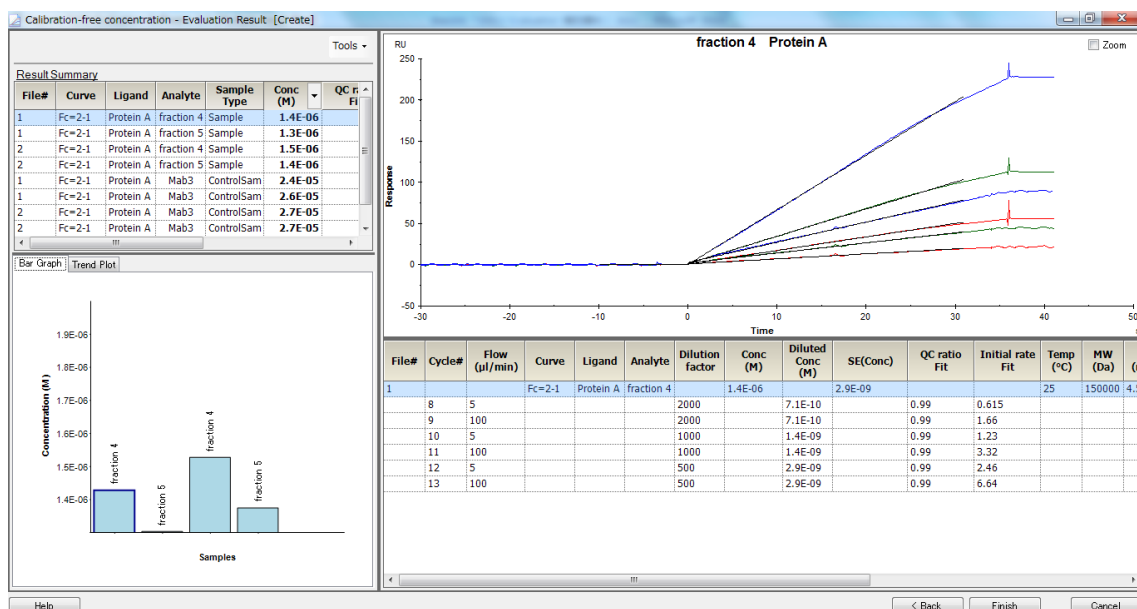 Calibration-free concentration - Evaluation Result [Create]
Tools
Result Summary
File# Curve Ligand Analyte Sample Type Conc (M) QC ra Fi
1 Fc=2-1 Protein A fraction 4 Sample 1.4E-06
1 Fc=2-1 Protein A fraction 5 Sample 1.3E-06
2 Fc=2-1 Protein A fraction 4 Sample 1.5E-06
2 Fc=2-1 Protein A fraction 5 Sample 1.4E-06
1 Fc=2-1 Protein A Mab3 ControlSam 2.4E-05
1 Fc=2-1 Protein A Mab3 ControlSam 2.6E-05
2 Fc=2-1 Protein A Mab3 ControlSam 2.7E-05
2 Fc=2-1 Protein A Mab3 ControlSam 2.7E-05
Bar Graph Trend Plot
Concentration (M)
1.9E-06
1.8E-06
1.7E-06
1.6E-06
1.5E-06
1.4E-06
fraction 4
fraction 5
fraction 4
fraction 5
Samples
fraction 4 Protein A
Zoom
RU
250
200
150
100
50
0
-50
Response
-30 -20 -10 0 10 20 30 40 50
Time
File# Cycle# Flow (µl/min) Curve Ligand Analyte Dilution factor Conc (M) Diluted Conc (M) SE(Conc) QC ratio Fit Initial rate Fit Temp (°C) MW (Da)
1 Fc=2-1 Protein A fraction 4 1.4E-06 2.9E-09 25 150000
8 5 2000 7.1E-10 0.99 0.615
9 100 2000 7.1E-10 0.99 1.66
10 5 1000 1.4E-09 0.99 1.23
11 100 1000 1.4E-09 0.99 3.32
12 5 500 2.9E-09 0.99 2.46
13 100 500 2.9E-09 0.99 6.64
Help
< Back Finish Cancel